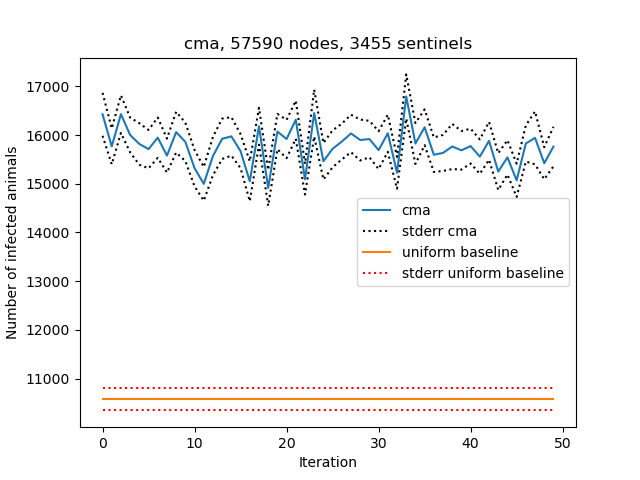 cma, 57590 nodes, 3455 sentinels
Number of infected animals
17000
16000
15000
14000
13000
12000
11000
cma
stderr cma
uniform baseline
stderr uniform baseline
0 10 20 30 40 50
Iteration